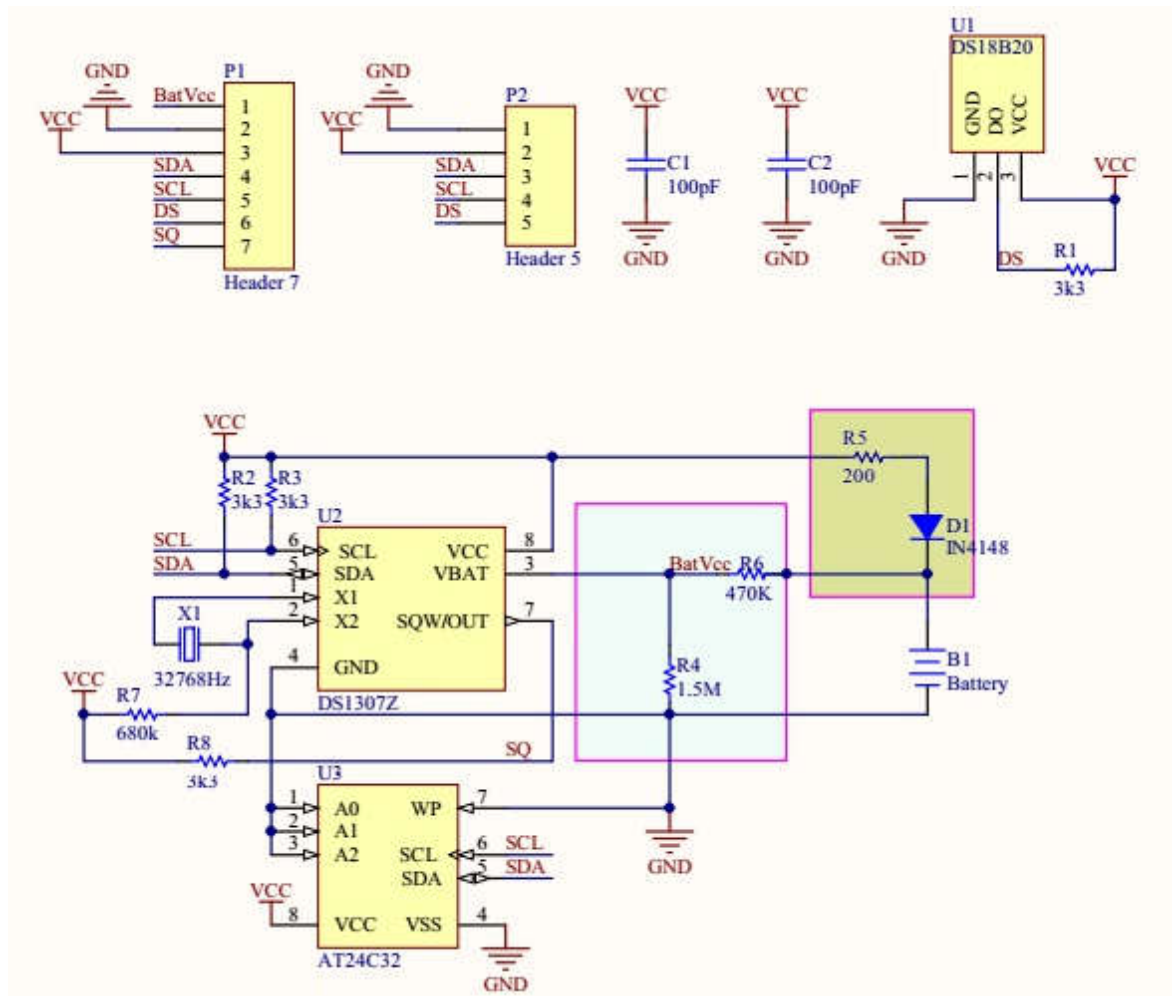 P1
GND
BatVcc
VCC
1
2
3
SDA
4
SCL
5
DS
6
SQ
7
Header 7
P2
GND
VCC
1
2
SDA
3
SCL
4
DS
5
Header 5
VCC
C1
100pF
GND
VCC
C2
100pF
GND
U1
DS18B20
GND
DO
VCC
1
2
3
VCC
GND
DS
R1
3k3
VCC
R2
3k3
R3
3k3
R5
200
D1
IN4148
U2
SCL
6
SCL
VCC
8
SDA
5
SDA
VBAT
3
BatVcc
R6
470K
1
X1
2
X2
SQW/OUT
7
X1
32768Hz
4
GND
DS1307Z
R4
1.5M
B1
Battery
VCC
R7
680k
R8
3k3
SQ
U3
1
A0
WP
7
2
A1
3
A2
SCL
6
SCL
SDA
5
SDA
VCC
8
VCC
VSS
4
AT24C32
GND
GND